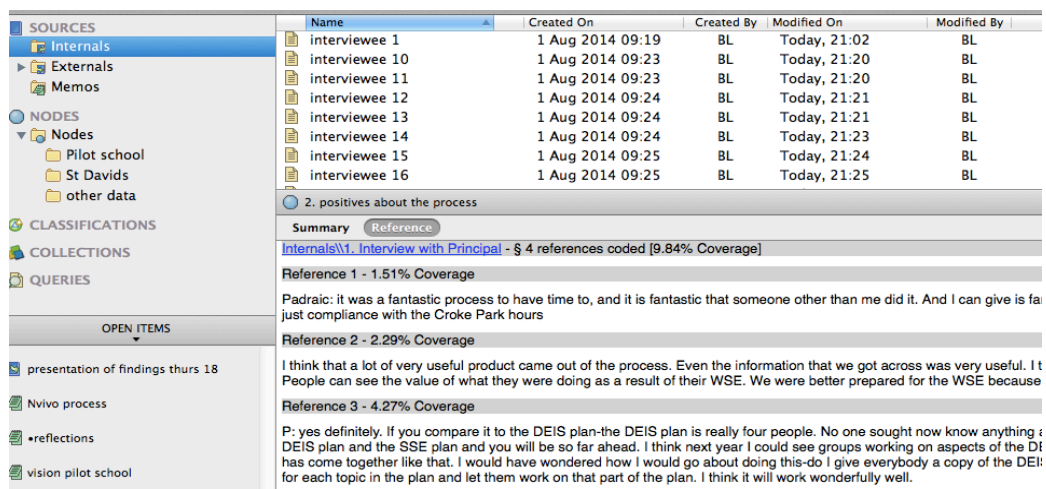 SOURCES
Internals
Externals
Memos
NODES
Nodes
Pilot school
St Davids
other data
CLASSIFICATIONS
COLLECTIONS
QUERIES
OPEN ITEMS
presentation of findings thurs 18
Nvivo process
•reflections
vision pilot school
Name Created On Created By Modified On Modified By
interviewee 1 1 Aug 2014 09:19 BL Today, 21:02 BL
interviewee 10 1 Aug 2014 09:23 BL Today, 21:20 BL
interviewee 11 1 Aug 2014 09:23 BL Today, 21:20 BL
interviewee 12 1 Aug 2014 09:24 BL Today, 21:21 BL
interviewee 13 1 Aug 2014 09:24 BL Today, 21:21 BL
interviewee 14 1 Aug 2014 09:24 BL Today, 21:23 BL
interviewee 15 1 Aug 2014 09:25 BL Today, 21:24 BL
interviewee 16 1 Aug 2014 09:25 BL Today, 21:25 BL
2. positives about the process
Summary Reference
Internals\\1. Interview with Principal - § 4 references coded [9.84% Coverage]
Reference 1 - 1.51% Coverage
Padraic: it was a fantastic process to have time to, and it is fantastic that someone other than me did it. And I can give is
just compliance with the Croke Park hours
Reference 2 - 2.29% Coverage
I think that a lot of very useful product came out of the process. Even the information that we got across was very useful. I
People can see the value of what they were doing as a result of their WSE. We were better prepared for the WSE because
Reference 3 - 4.27% Coverage
P: yes definitely. If you compare it to the DEIS plan-the DEIS plan is really four people. No one sought now know anything
DEIS plan and the SSE plan and you will be so far ahead. I think next year I could see groups working on aspects of the
has come together like that. I would have wondered how I would go about doing this-do I give everybody a copy of the
for each topic in the plan and let them work on that part of the plan. I think it will work wonderfully well.